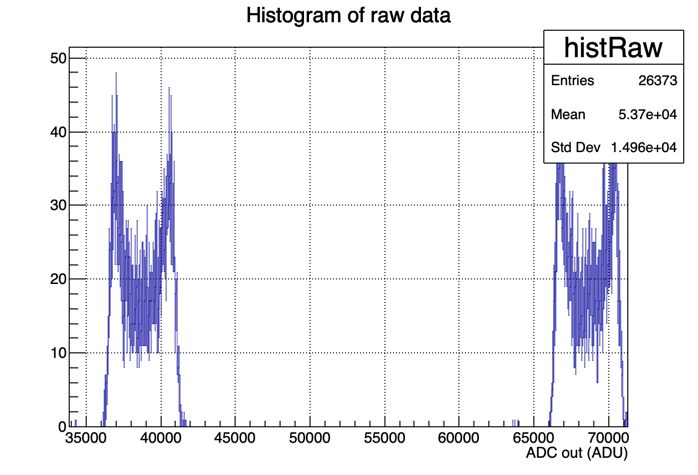 Histogram of raw data
histRaw
Entries 26373
Mean 5.37e+04
Std Dev 1.496e+04
50
40
30
20
10
0
35000 40000 45000 50000 55000 60000 65000 70000
ADC out (ADU)